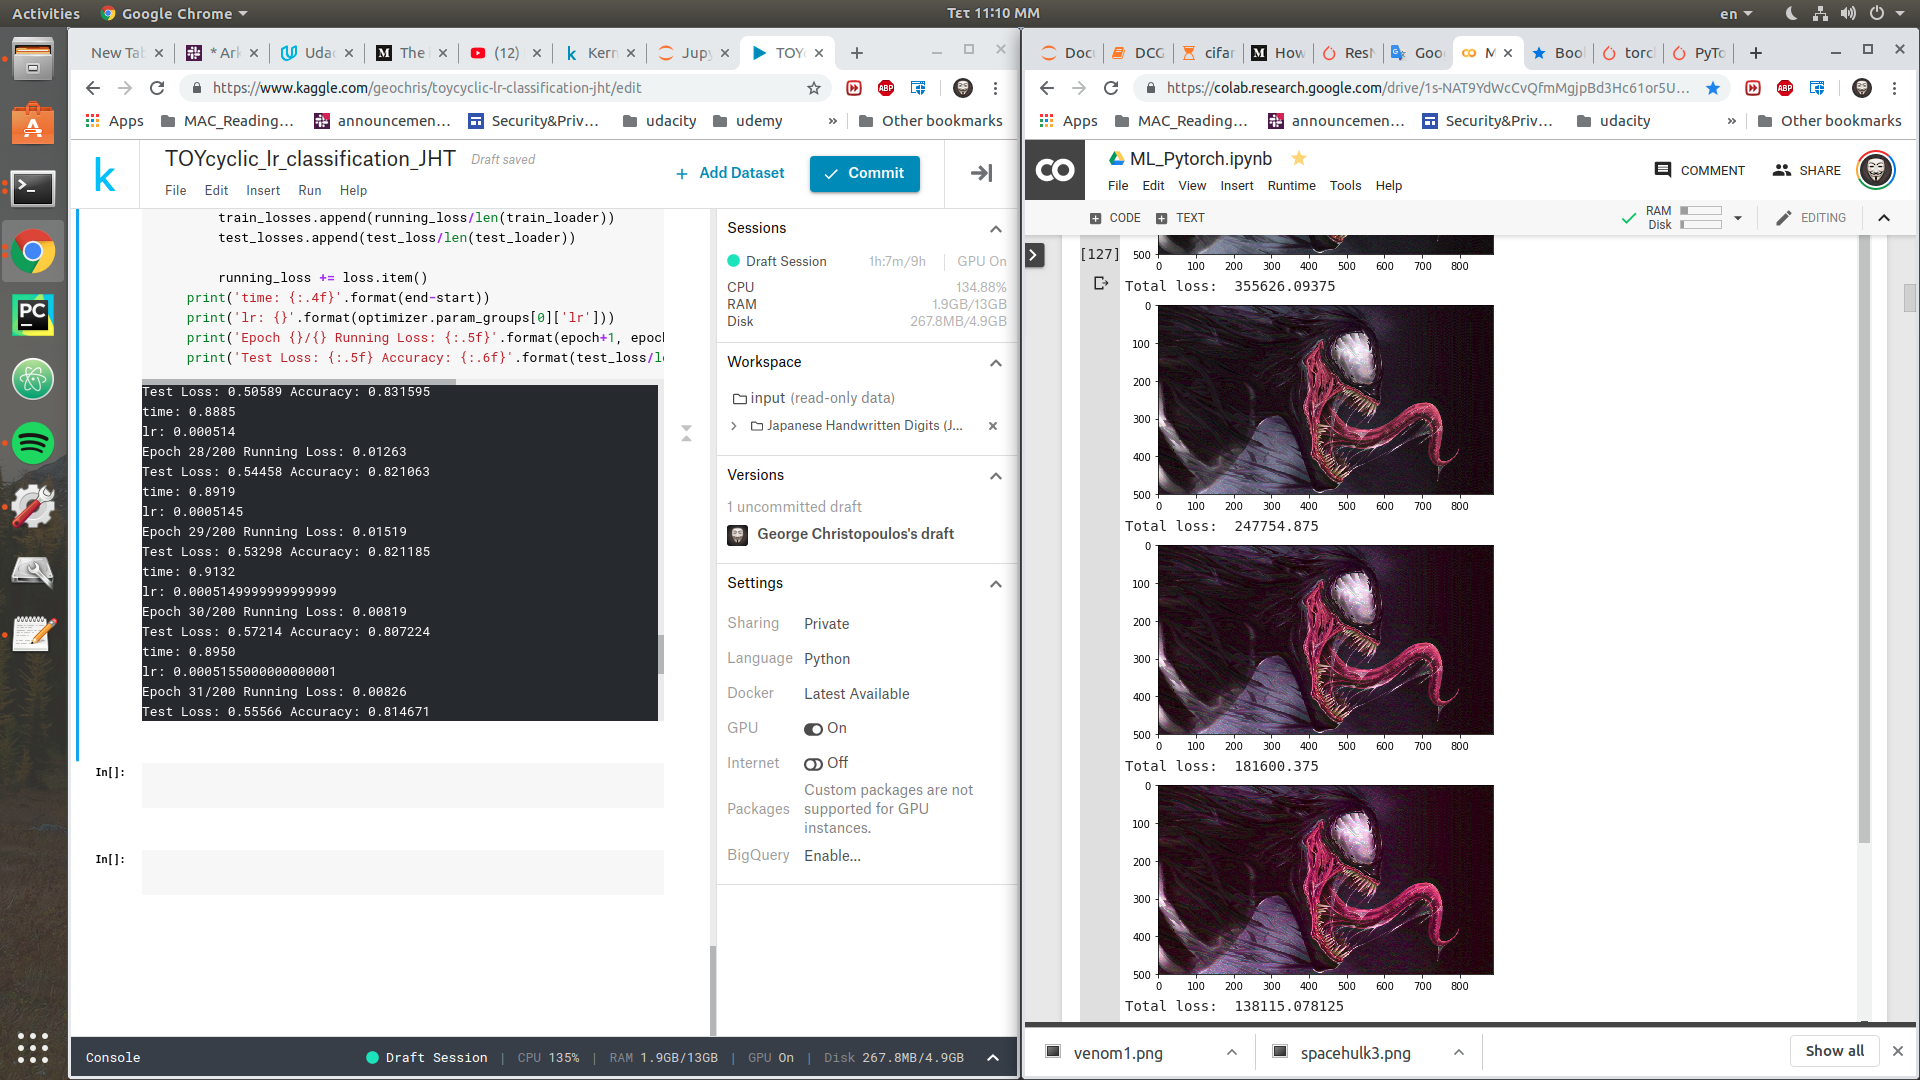 Activities
Google Chrome
Τετ 11:10 ΜΜ
en
New Tab
* Ark
Udac
The
(12)
Kern
Jupy
TOYc
https://www.kaggle.com/geochris/toycyclic-lr-classification-jht/edit
Apps
MAC_Reading...
announcemen...
Security&Priv...
udacity
udemy
»
Other bookmarks
TOYcyclic_lr_classification_JHT
Draft saved
File Edit Insert Run Help
+ Add Dataset
Commit
train_losses.append(running_loss/len(train_loader))
test_losses.append(test_loss/len(test_loader))
running_loss += loss.item()
print('time: {:.4f}'.format(end-start))
print('lr: {}'.format(optimizer.param_groups[0]['lr']))
print('Epoch {}/{} Running Loss: {:.5f}'.format(epoch+1, epoch
print('Test Loss: {:.5f} Accuracy: {:.6f}'.format(test_loss/le
Test Loss: 0.50589 Accuracy: 0.831595
time: 0.8885
lr: 0.000514
Epoch 28/200 Running Loss: 0.01263
Test Loss: 0.54458 Accuracy: 0.821063
time: 0.8919
lr: 0.0005145
Epoch 29/200 Running Loss: 0.01519
Test Loss: 0.53298 Accuracy: 0.821185
time: 0.9132
lr: 0.0005149999999999999
Epoch 30/200 Running Loss: 0.00819
Test Loss: 0.57214 Accuracy: 0.807224
time: 0.8950
lr: 0.0005155000000000001
Epoch 31/200 Running Loss: 0.00826
Test Loss: 0.55566 Accuracy: 0.814671
In[]:
In[]:
Sessions
Draft Session 1h:7m/9h GPU On
CPU 134.88%
RAM 1.9GB/13GB
Disk 267.8MB/4.9GB
Workspace
input (read-only data)
Japanese Handwritten Digits (J...
Versions
1 uncommitted draft
George Christopoulos's draft
Settings
Sharing Private
Language Python
Docker Latest Available
GPU On
Internet Off
Packages Custom packages are not
supported for GPU
instances.
BigQuery Enable...
Console
Draft Session | CPU 135% | RAM 1.9GB/13GB | GPU On | Disk 267.8MB/4.9GB
Docu
DCG
cifar
How
ResN
Goo
M
Bool
torc
PyTo
https://colab.research.google.com/drive/1s-NAT9YdWcCvQfmMgjpBd3Hc61or5U...
Apps
MAC_Reading...
announcemen...
Security&Priv...
udacity
»
Other bookmarks
ML_Pytorch.ipynb
File Edit View Insert Runtime Tools Help
COMMENT
SHARE
CODE
TEXT
RAM
Disk
EDITING
[127]
500
0 100 200 300 400 500 600 700 800
Total loss: 355626.09375
0
100
200
300
400
500
0 100 200 300 400 500 600 700 800
Total loss: 247754.875
0
100
200
300
400
500
0 100 200 300 400 500 600 700 800
Total loss: 181600.375
0
100
200
300
400
500
0 100 200 300 400 500 600 700 800
Total loss: 138115.078125
venom1.png
spacehulk3.png
Show all